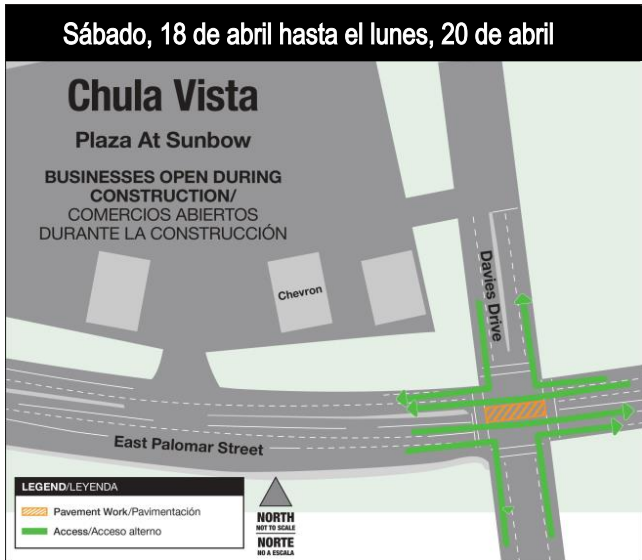 Sábado, 18 de abril hasta el lunes, 20 de abril
Chula Vista
Plaza At Sunbow
BUSINESSES OPEN DURING
CONSTRUCTION/
COMERCIOS ABIERTOS
DURANTE LA CONSTRUCCIÓN
Chevron
Davies Drive
East Palomar Street
LEGEND/LEYENDA
Pavement Work/Pavimentación
Access/Acceso alterno
NORTH
NOT TO SCALE
NORTE
NO A ESCALA